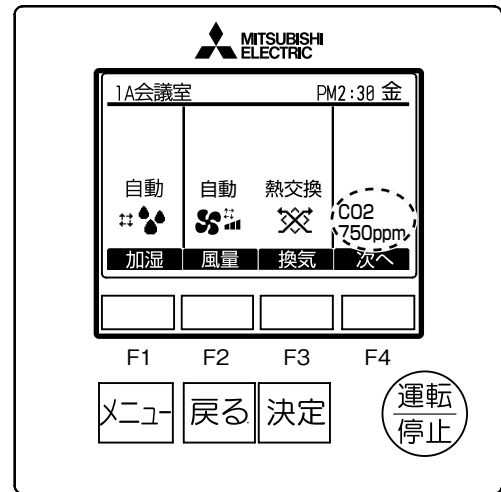 MITSUBISHI
ELECTRIC
1A会議室 PM2:30 金
自動 自動 熱交換
CO2
750ppm
加湿 風量 換気 次へ
F1 F2 F3 F4
メニュー 戻る 決定
運転
停止